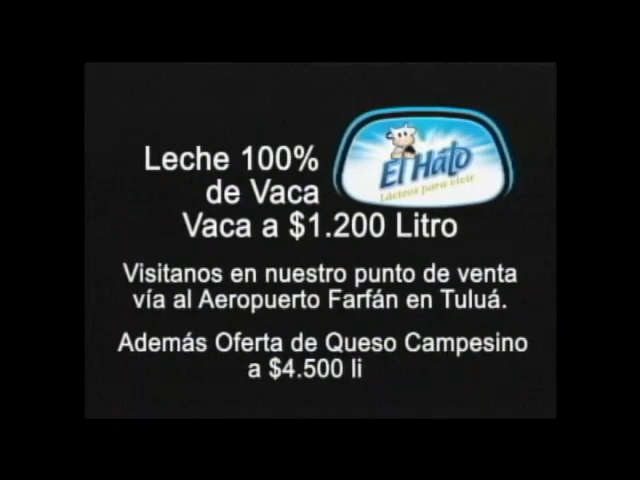 Leche 100%
de Vaca
El Hato
Lácteos para vivir
Vaca a $1.200 Litro
Visitanos en nuestro punto de venta
vía al Aeropuerto Farfán en Tuluá.
Además Oferta de Queso Campesino
a $4.500 li